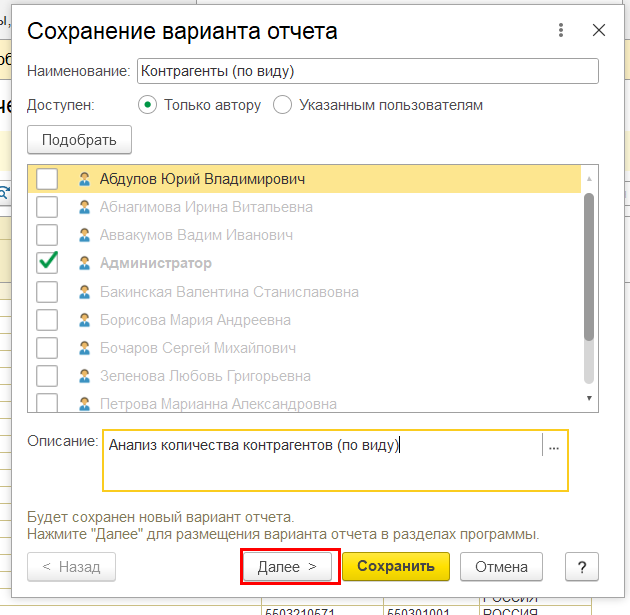 Сохранение варианта отчета
Наименование: Контрагенты (по виду)
Доступен: Только автору Указанным пользователям
Подобрать
Абдулов Юрий Владимирович
Абнагимова Ирина Витальевна
Аввакумов Вадим Иванович
Администратор
Бакинская Валентина Станиславовна
Борисова Мария Андреевна
Бочаров Сергей Михайлович
Зеленова Любовь Григорьевна
Петрова Марианна Александровна
Описание: Анализ количества контрагентов (по виду) ...
Будет сохранен новый вариант отчета.
Нажмите "Далее" для размещения варианта отчета в разделах программы.
< Назад Далее > Сохранить Отмена ?